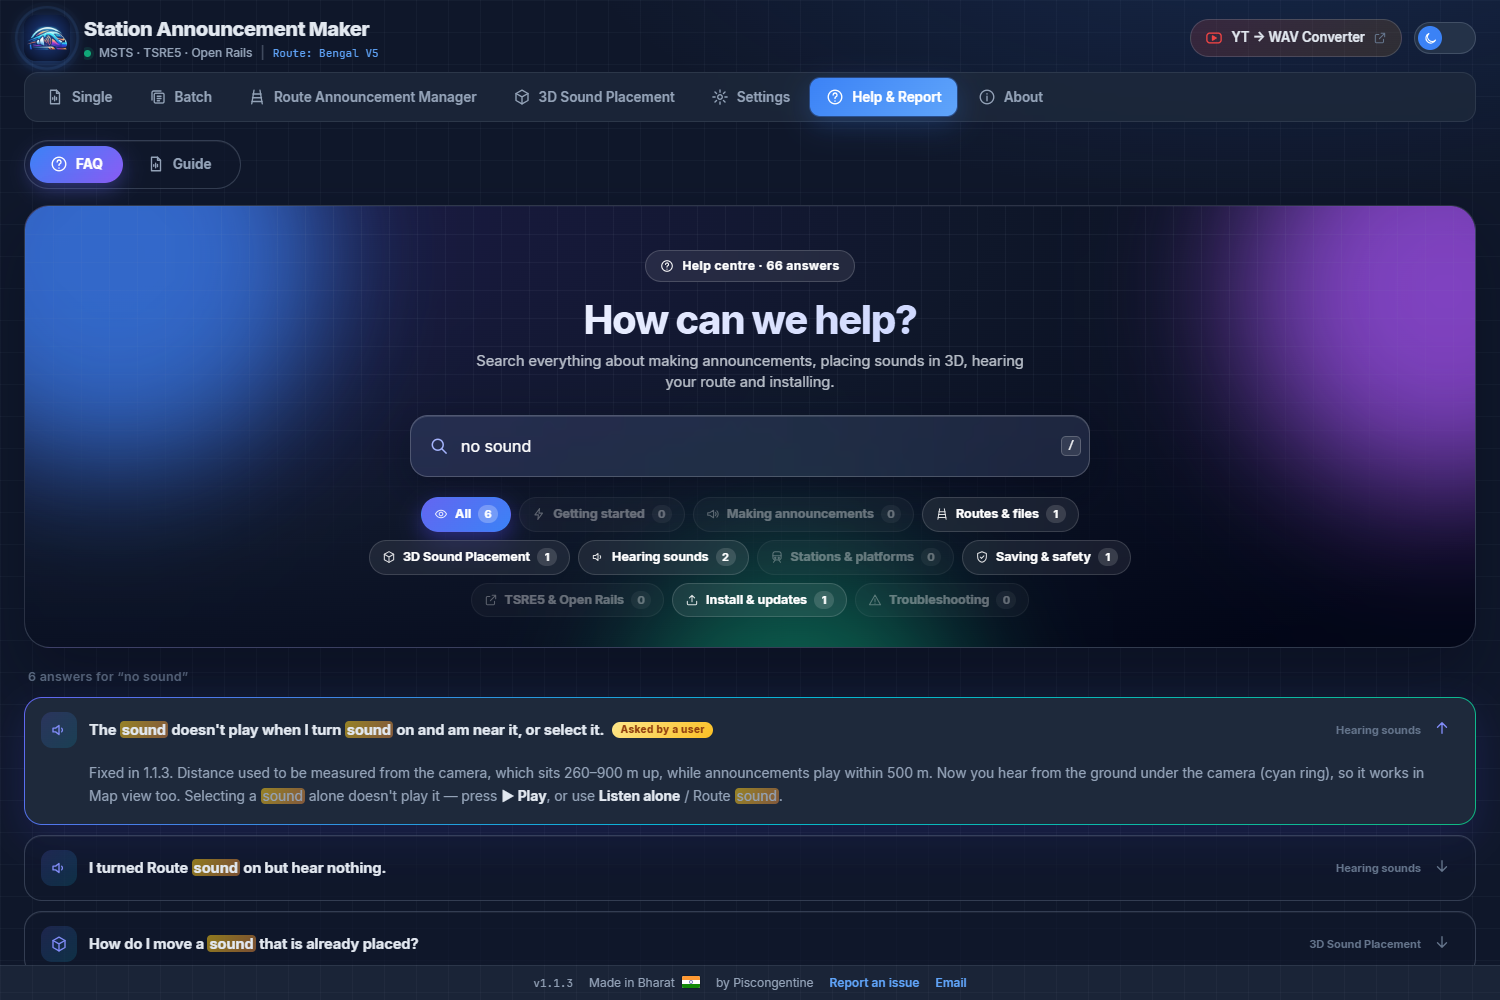 Station Announcement Maker
MSTS · TSRE5 · Open Rails | Route: Bengal V5
YT → WAV Converter
Single
Batch
Route Announcement Manager
3D Sound Placement
Settings
Help & Report
About
FAQ
Guide
Help centre · 66 answers
How can we help?
Search everything about making announcements, placing sounds in 3D, hearing
your route and installing.
no sound
/
All 6
Getting started 0
Making announcements 0
Routes & files 1
3D Sound Placement 1
Hearing sounds 2
Stations & platforms 0
Saving & safety 1
TSRE5 & Open Rails 0
Install & updates 1
Troubleshooting 0
6 answers for “no sound”
The sound doesn't play when I turn sound on and am near it, or select it. Asked by a user
Hearing sounds
Fixed in 1.1.3. Distance used to be measured from the camera, which sits 260–900 m up, while announcements play within 500 m. Now you hear from the ground under the camera (cyan ring), so it works in
Map view too. Selecting a sound alone doesn't play it — press ▶ Play, or use Listen alone / Route sound.
I turned Route sound on but hear nothing.
Hearing sounds
How do I move a sound that is already placed?
3D Sound Placement
v1.1.3
Made in Bharat
by Piscongentine
Report an issue
Email